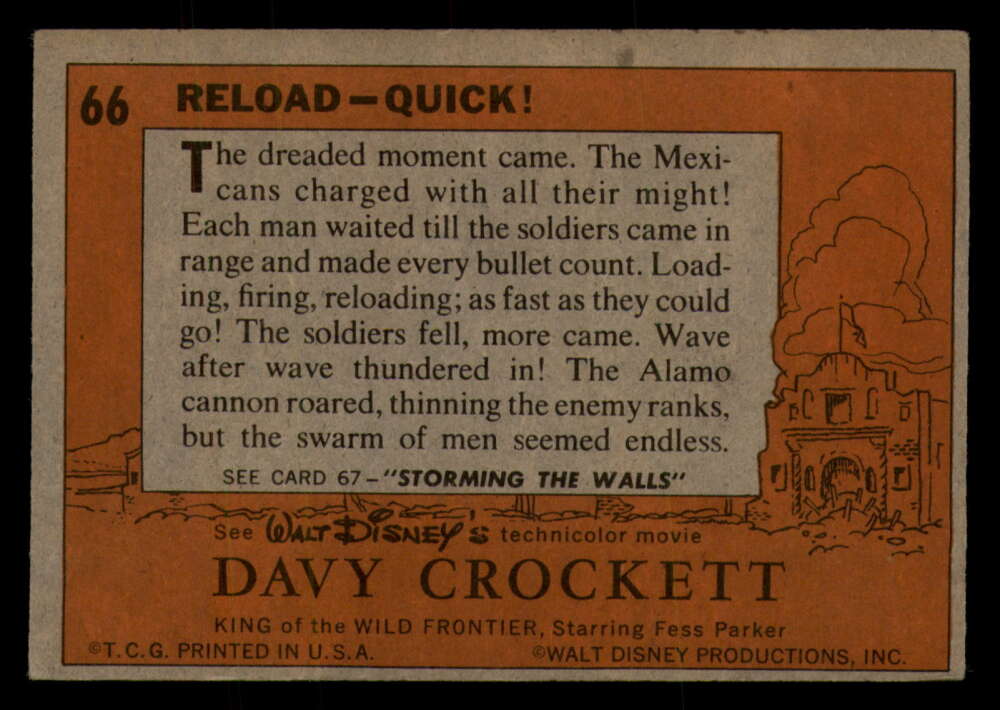 66 RELOAD-QUICK!
The dreaded moment came. The Mexi-
cans charged with all their might!
Each man waited till the soldiers came in
range and made every bullet count. Load-
ing, firing, reloading; as fast as they could
go! The soldiers fell, more came. Wave
after wave thundered in! The Alamo
cannon roared, thinning the enemy ranks,
but the swarm of men seemed endless.
SEE CARD 67-"STORMING THE WALLS"
See WALT DISNEY'S technicolor movie
DAVY CROCKETT
KING of the WILD FRONTIER, Starring Fess Parker
©T.C.G. PRINTED IN U.S.A. ©WALT DISNEY PRODUCTIONS, INC.